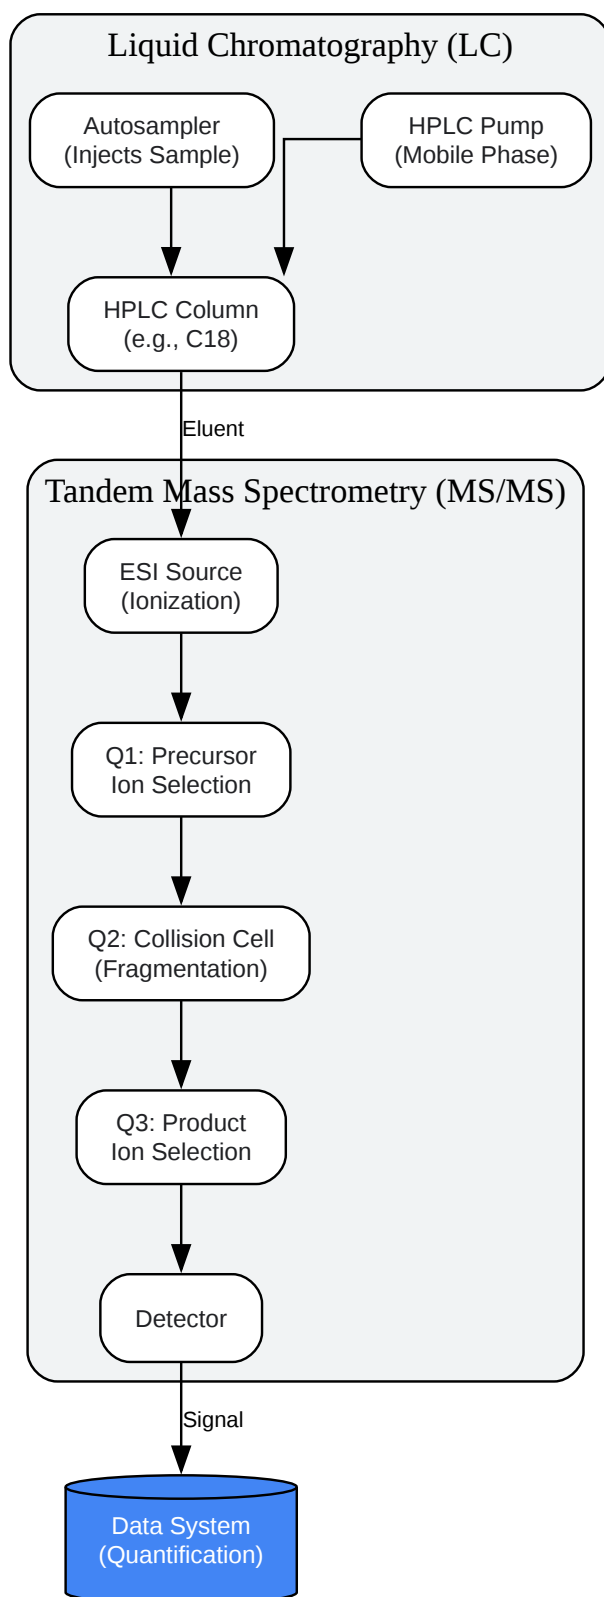 Liquid Chromatography (LC)
Autosampler
(Injects Sample)
HPLC Pump
(Mobile Phase)
HPLC Column
(e.g., C18)
Eluent
Tandem Mass Spectrometry (MS/MS)
ESI Source
(Ionization)
Q1: Precursor
Ion Selection
Q2: Collision Cell
(Fragmentation)
Q3: Product
Ion Selection
Detector
Signal
Data System
(Quantification)